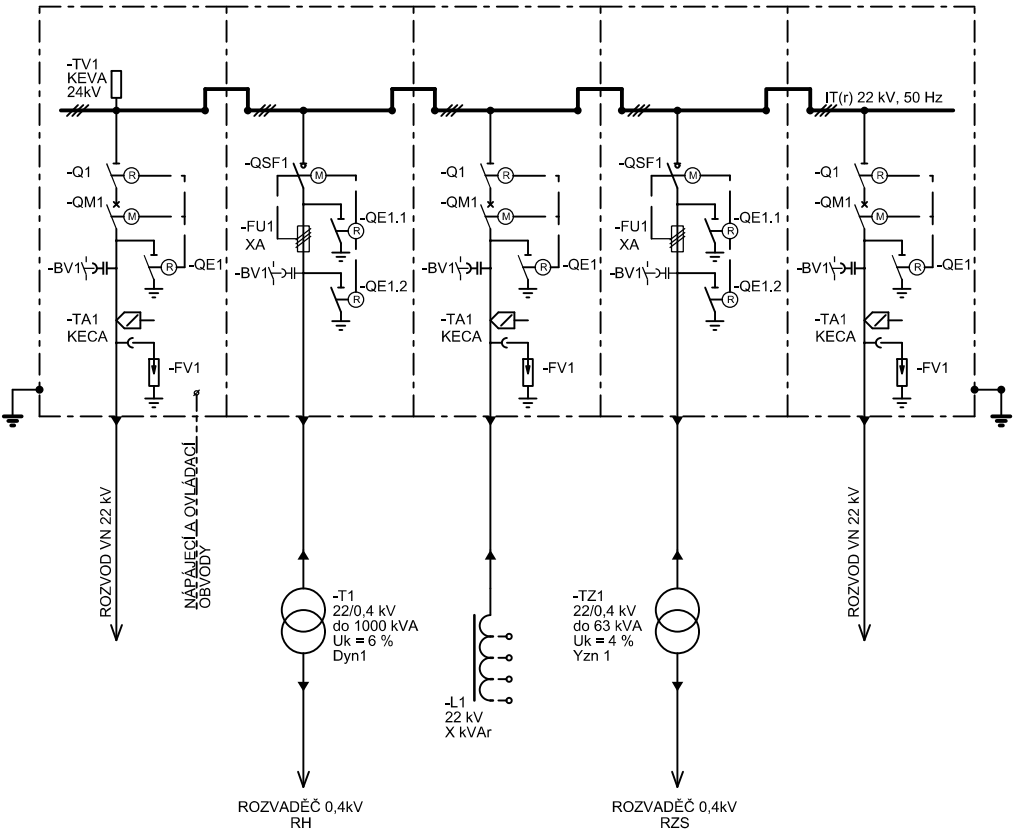 -TV1
KEVA
24kV
IT(r) 22 kV, 50 Hz
-Q1
R
-QM1
M
-BV1
R
-QE1
-TA1
KECA
-FV1
-QSF1
M
-FU1
XA
-QE1.1
R
-BV1
-QE1.2
R
-Q1
R
-QM1
M
-BV1
R
-QE1
-TA1
KECA
-FV1
-QSF1
M
-FU1
XA
-QE1.1
R
-BV1
-QE1.2
R
-Q1
R
-QM1
M
-BV1
R
-QE1
-TA1
KECA
-FV1
ROZVOD VN 22 kV
NÁPÁJECÍ A OVLÁDACÍ
OBVODY
-T1
22/0,4 kV
do 1000 kVA
Uk = 6 %
Dyn1
-L1
22 kV
X kVAr
-TZ1
22/0,4 kV
do 63 kVA
Uk = 4 %
Yzn 1
ROZVOD VN 22 kV
ROZVADĚČ 0,4kV
RH
ROZVADĚČ 0,4kV
RZS